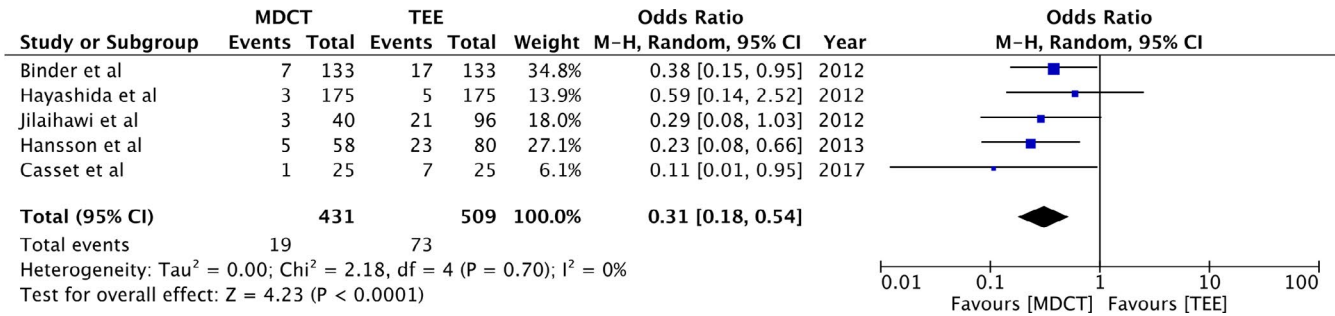 MDCT TEE Odds Ratio Odds Ratio
Study or Subgroup Events Total Events Total Weight M-H, Random, 95% CI Year M-H, Random, 95% CI
Binder et al 7 133 17 133 34.8% 0.38 [0.15, 0.95] 2012
Hayashida et al 3 175 5 175 13.9% 0.59 [0.14, 2.52] 2012
Jilaihawi et al 3 40 21 96 18.0% 0.29 [0.08, 1.03] 2012
Hansson et al 5 58 23 80 27.1% 0.23 [0.08, 0.66] 2013
Casset et al 1 25 7 25 6.1% 0.11 [0.01, 0.95] 2017
Total (95% CI) 431 509 100.0% 0.31 [0.18, 0.54]
Total events 19 73
Heterogeneity: Tau² = 0.00; Chi² = 2.18, df = 4 (P = 0.70); I² = 0%
Test for overall effect: Z = 4.23 (P < 0.0001)
0.01 0.1 1 10 100
Favours [MDCT] Favours [TEE]